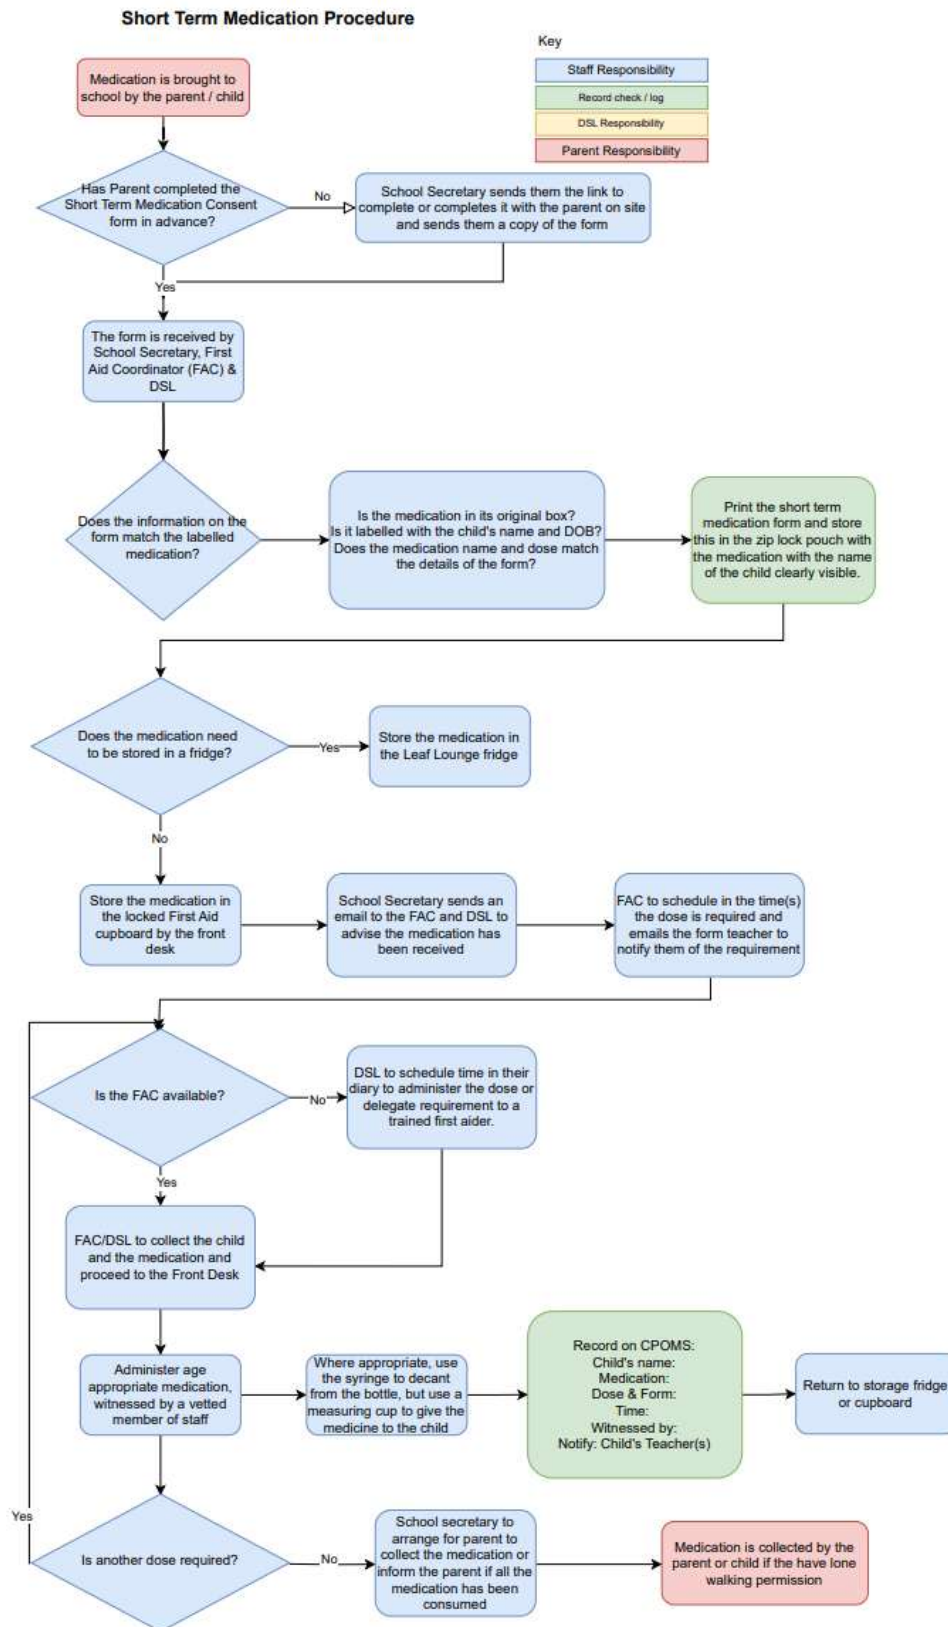 Short Term Medication Procedure
Key
Staff Responsibility
Record check / log
DSL Responsibility
Parent Responsibility
Medication is brought to
school by the parent / child
Has Parent completed the
Short Term Medication Consent
form in advance?
No
School Secretary sends them the link to
complete or completes it with the parent on site
and sends them a copy of the form
Yes
The form is received by
School Secretary, First
Aid Coordinator (FAC) &
DSL
Does the information on the
form match the labelled
medication?
Is the medication in its original box?
Is it labelled with the child's name and DOB?
Does the medication name and dose match
the details of the form?
Print the short term
medication form and store
this in the zip lock pouch with
the medication with the name
of the child clearly visible.
Does the medication need
to be stored in a fridge?
Yes
Store the medication in
the Leaf Lounge fridge
No
Store the medication in
the locked First Aid
cupboard by the front
desk
School Secretary sends an
email to the FAC and DSL to
advise the medication has
been received
FAC to schedule in the time(s)
the dose is required and
emails the form teacher to
notify them of the requirement
Is the FAC available?
No
DSL to schedule time in their
diary to administer the dose or
delegate requirement to a
trained first aider.
Yes
FAC/DSL to collect the child
and the medication and
proceed to the Front Desk
Administer age
appropriate medication,
witnessed by a vetted
member of staff
Where appropriate, use
the syringe to decant
from the bottle, but use a
measuring cup to give the
medicine to the child
Record on CPOMS:
Child's name:
Medication:
Dose & Form:
Time:
Witnessed by:
Notify: Child's Teacher(s)
Return to storage fridge
or cupboard
Yes
Is another dose required?
No
School secretary to
arrange for parent to
collect the medication or
inform the parent if all the
medication has been
consumed
Medication is collected by the
parent or child if the have lone
walking permission